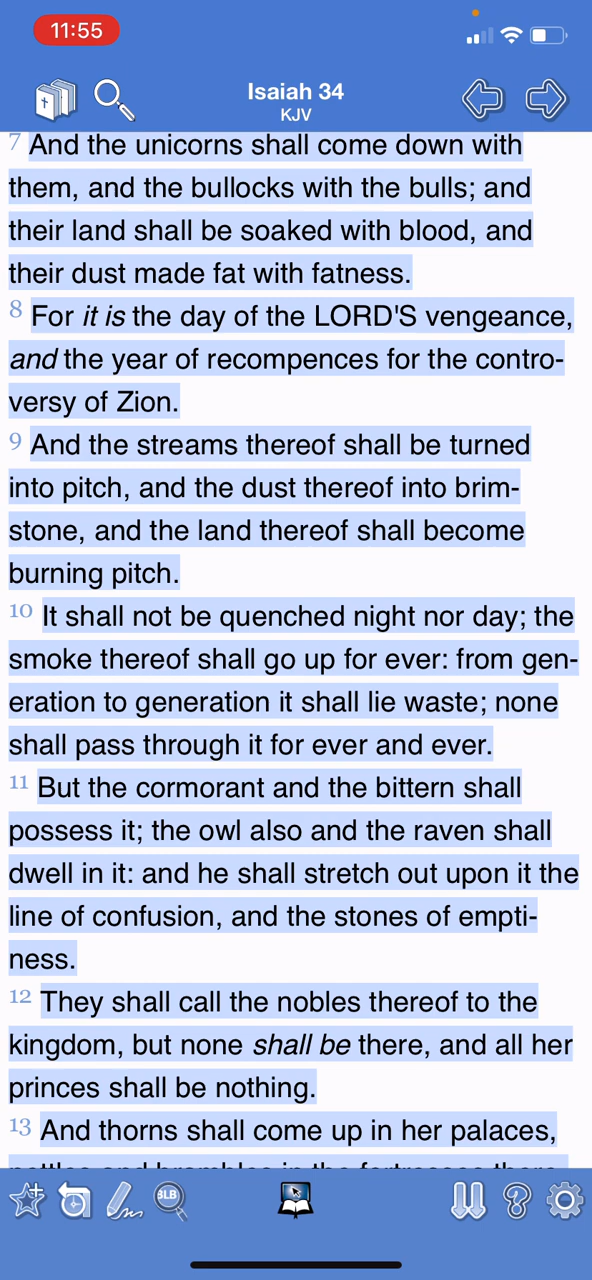 11:55
Isaiah 34
KJV
7 And the unicorns shall come down with
them, and the bullocks with the bulls; and
their land shall be soaked with blood, and
their dust made fat with fatness.
8 For it is the day of the LORD'S vengeance,
and the year of recompences for the contro-
versy of Zion.
9 And the streams thereof shall be turned
into pitch, and the dust thereof into brim-
stone, and the land thereof shall become
burning pitch.
10 It shall not be quenched night nor day; the
smoke thereof shall go up for ever: from gen-
eration to generation it shall lie waste; none
shall pass through it for ever and ever.
11 But the cormorant and the bittern shall
possess it; the owl also and the raven shall
dwell in it: and he shall stretch out upon it the
line of confusion, and the stones of empti-
ness.
12 They shall call the nobles thereof to the
kingdom, but none shall be there, and all her
princes shall be nothing.
13 And thorns shall come up in her palaces,
nettles and brambles in the fortresses there-
BLB